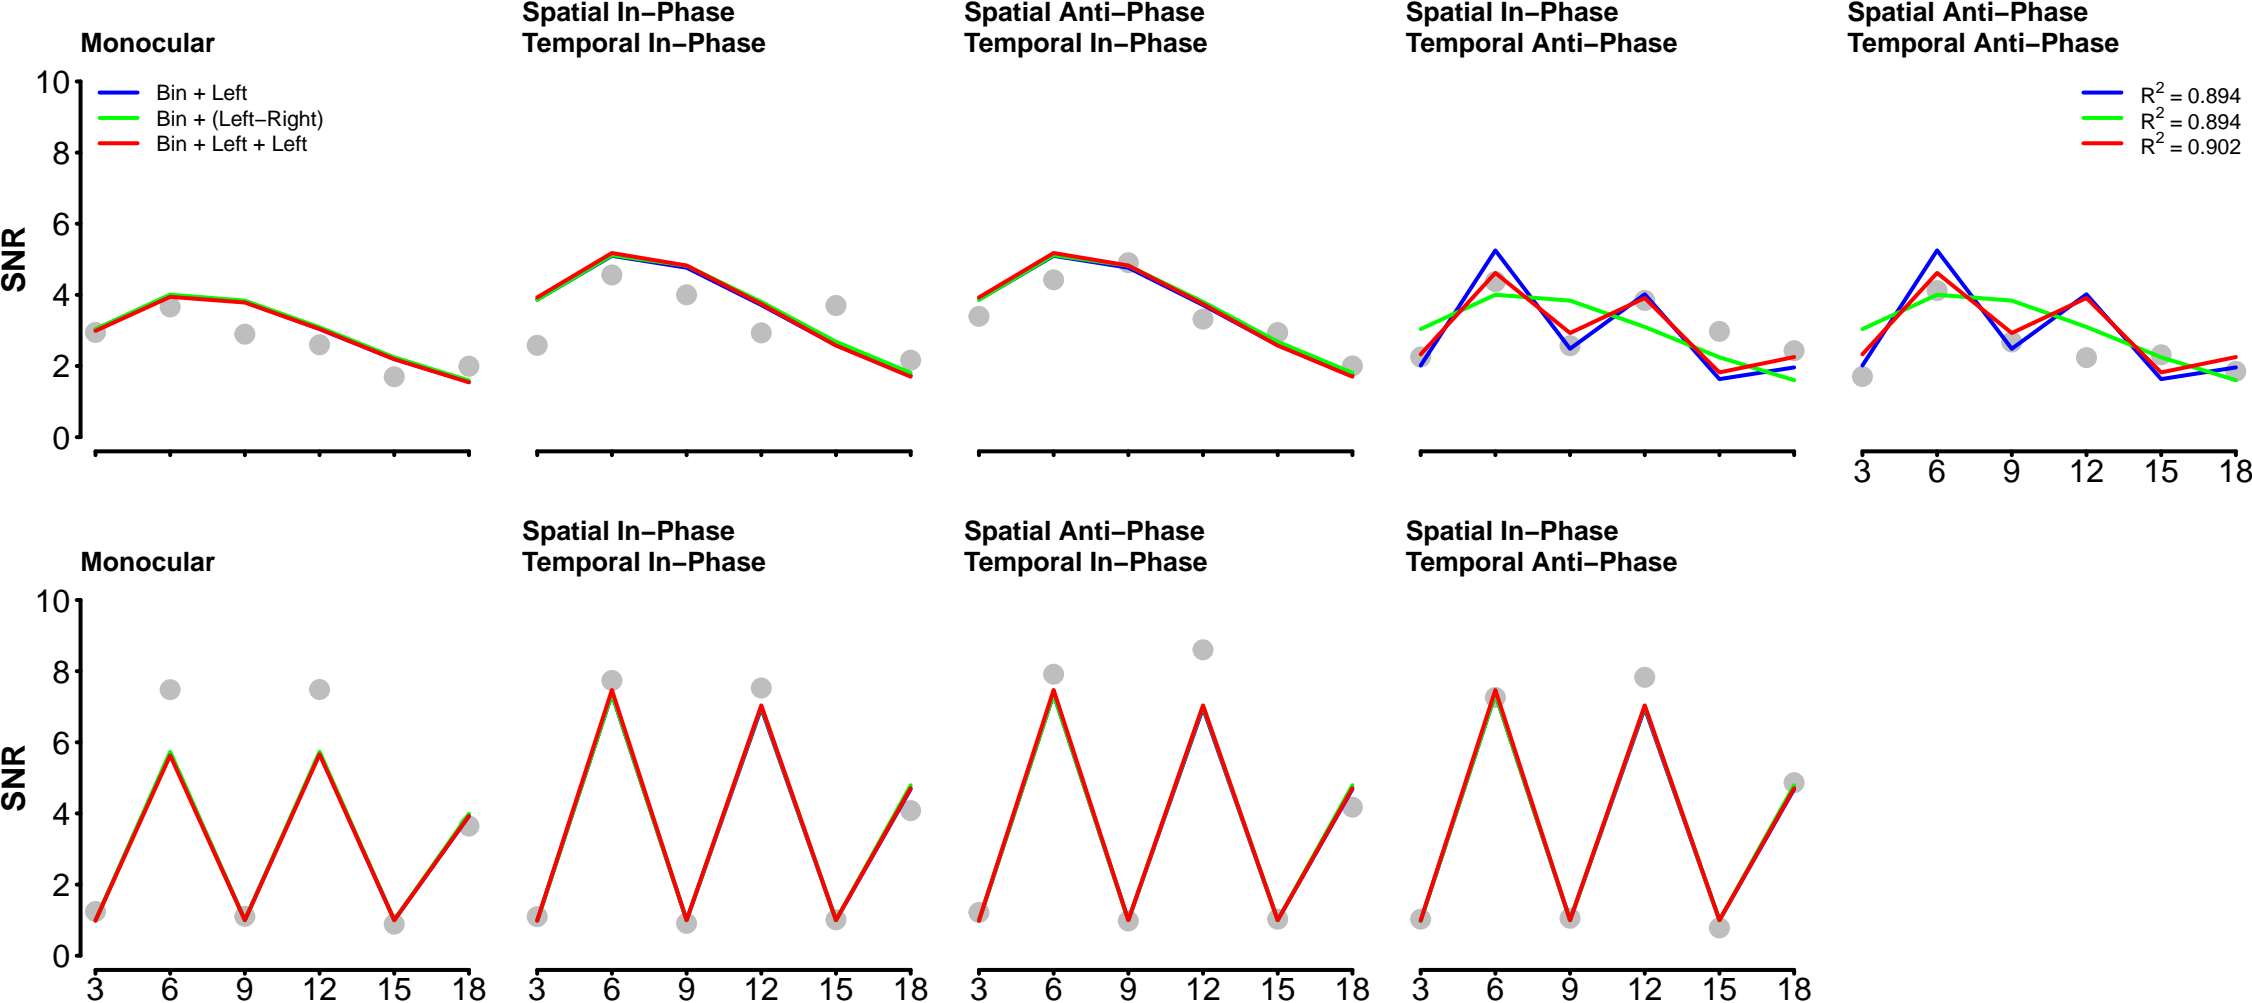 Monocular
Spatial In−Phase
Temporal In−Phase
Spatial Anti−Phase
Temporal In−Phase
Spatial In−Phase
Temporal Anti−Phase
Spatial Anti−Phase
Temporal Anti−Phase
SNR
10
8
6
4
2
0
Bin + Left
Bin + (Left−Right)
Bin + Left + Left
R² = 0.894
R² = 0.894
R² = 0.902
3 6 9 12 15 18
Monocular
Spatial In−Phase
Temporal In−Phase
Spatial Anti−Phase
Temporal In−Phase
Spatial In−Phase
Temporal Anti−Phase
SNR
10
8
6
4
2
0
3 6 9 12 15 18
3 6 9 12 15 18
3 6 9 12 15 18
3 6 9 12 15 18